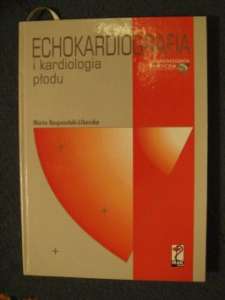 ECHOKARDIOGRAFIA
i kardiologia
płodu
Maria Respondek-Liberska